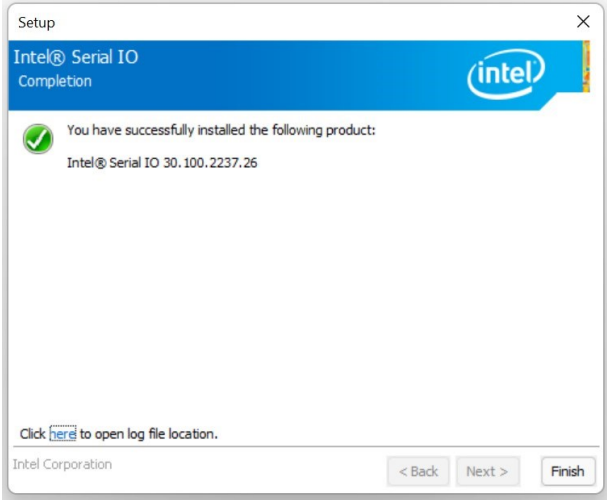 Setup
Intel® Serial IO
Completion
intel
You have successfully installed the following product:
Intel® Serial IO 30.100.2237.26
Click here to open log file location.
Intel Corporation
< Back Next > Finish